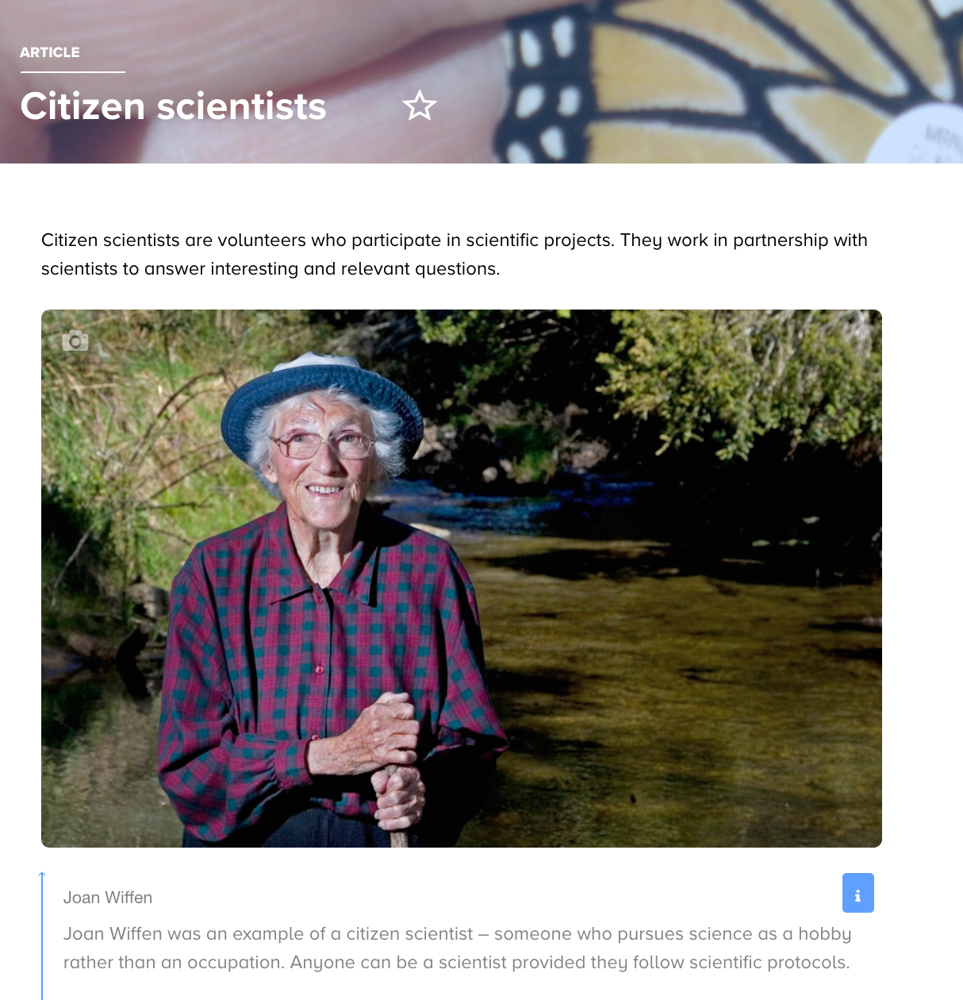 ARTICLE
Citizen scientists
Citizen scientists are volunteers who participate in scientific projects. They work in partnership with
scientists to answer interesting and relevant questions.
Joan Wiffen
Joan Wiffen was an example of a citizen scientist – someone who pursues science as a hobby
rather than an occupation. Anyone can be a scientist provided they follow scientific protocols.